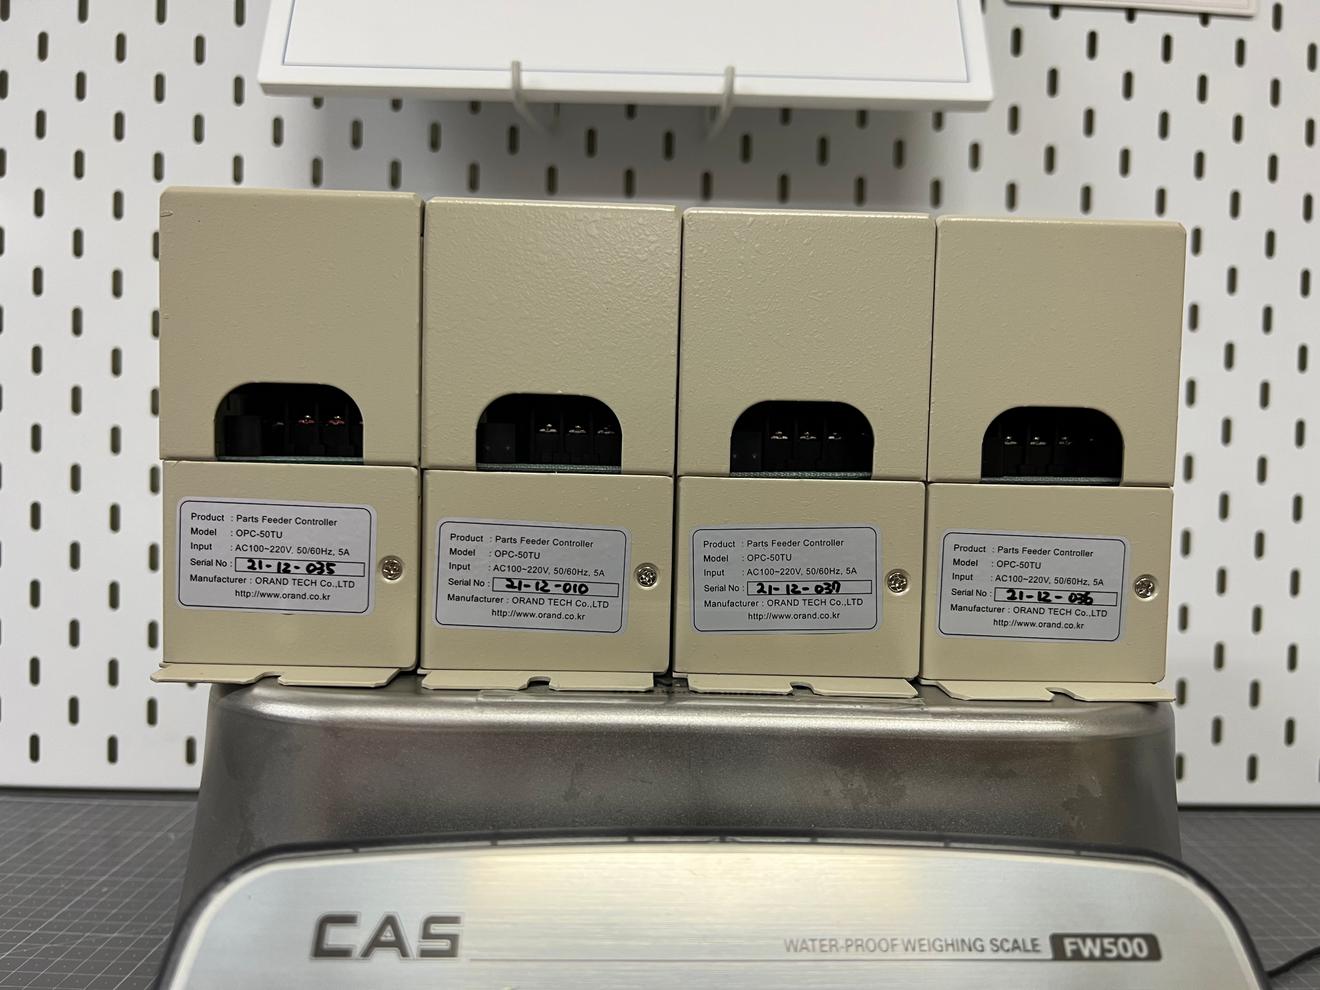 Product : Parts Feeder Controller
Model : OPC-50TU
Input : AC100~220V, 50/60Hz, 5A
Serial No : 21-12-035
Manufacturer : ORAND TECH Co.,LTD
http://www.orand.co.kr
Product : Parts Feeder Controller
Model : OPC-50TU
Input : AC100~220V, 50/60Hz, 5A
Serial No : 21-12-010
Manufacturer : ORAND TECH Co.,LTD
http://www.orand.co.kr
Product : Parts Feeder Controller
Model : OPC-50TU
Input : AC100~220V, 50/60Hz, 5A
Serial No : 21-12-037
Manufacturer : ORAND TECH Co.,LTD
http://www.orand.co.kr
Product : Parts Feeder Controller
Model : OPC-50TU
Input : AC100~220V, 50/60Hz, 5A
Serial No : 21-12-036
Manufacturer : ORAND TECH Co.,LTD
http://www.orand.co.kr
CAS
WATER-PROOF WEIGHING SCALE FW500